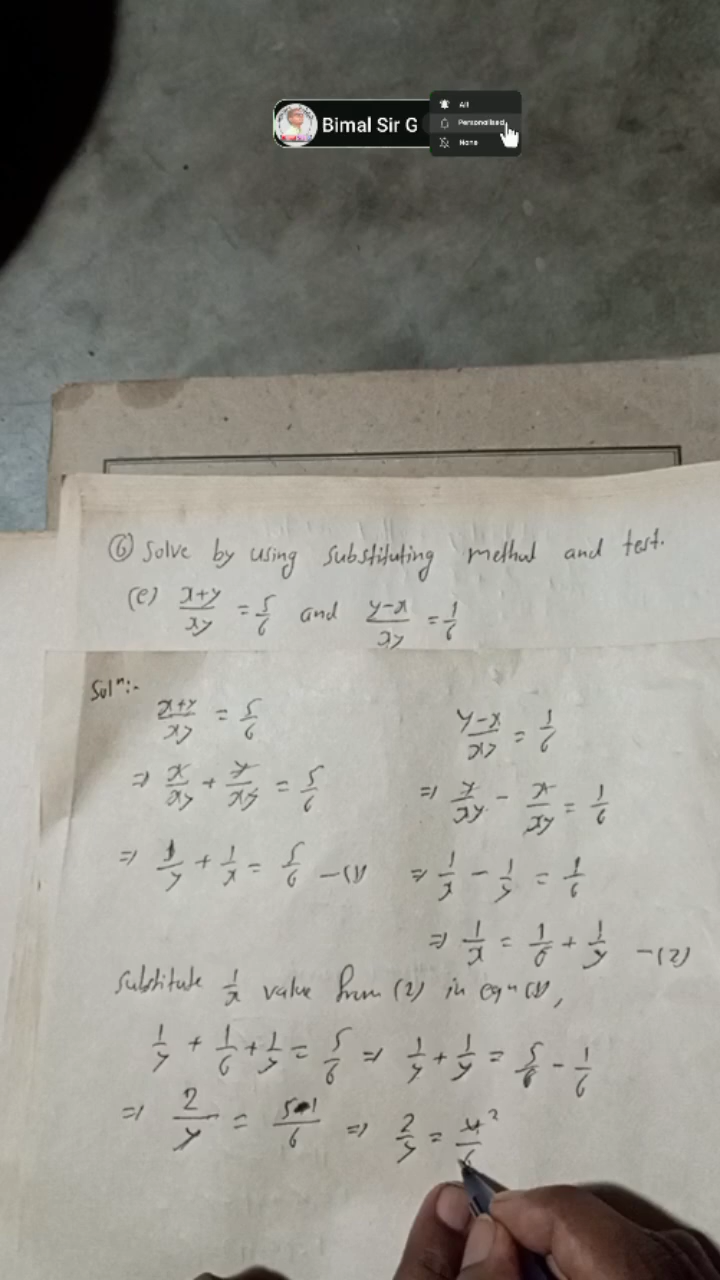 Bimal Sir G
All
Personalised
None
⑥ Solve by using substituting method and test.
(e) x+y/xy = 5/6 and y-x/xy = 1/6
Solⁿ:-
x+y/xy = 5/6
y-x/xy = 1/6
⇒ x/xy + y/xy = 5/6
⇒ y/xy - x/xy = 1/6
⇒ 1/y + 1/x = 5/6 -(1)
⇒ 1/x - 1/y = 1/6
⇒ 1/x = 1/6 + 1/y -(2)
Substitute 1/x value from (2) in eqn (1),
1/y + 1/6 + 1/y = 5/6 ⇒ 1/y + 1/y = 5/6 - 1/6
⇒ 2/y = 5-1/6 ⇒ 2/y = 4²/6